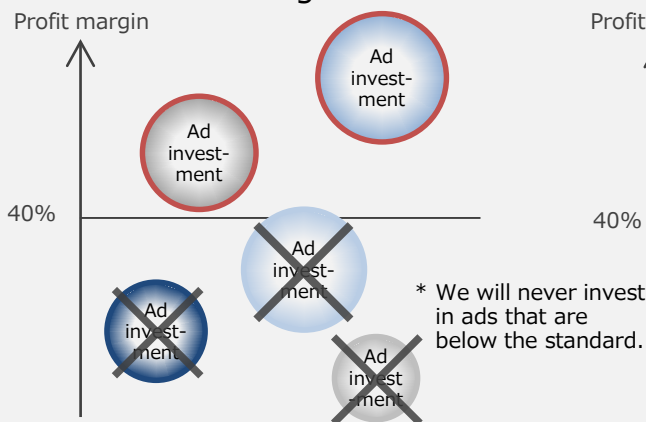 Profit margin
Profit
Ad
invest-
ment
Ad
invest-
ment
40%
40%
Ad
invest-
ment
* We will never invest
in ads that are
below the standard.
Ad
invest-
ment
Ad
invest
-ment